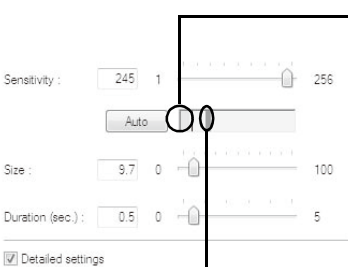 Sensitivity : 245 1 256
Auto
Size : 9.7 0 100
Duration (sec.) : 0.5 0 5
Detailed settings